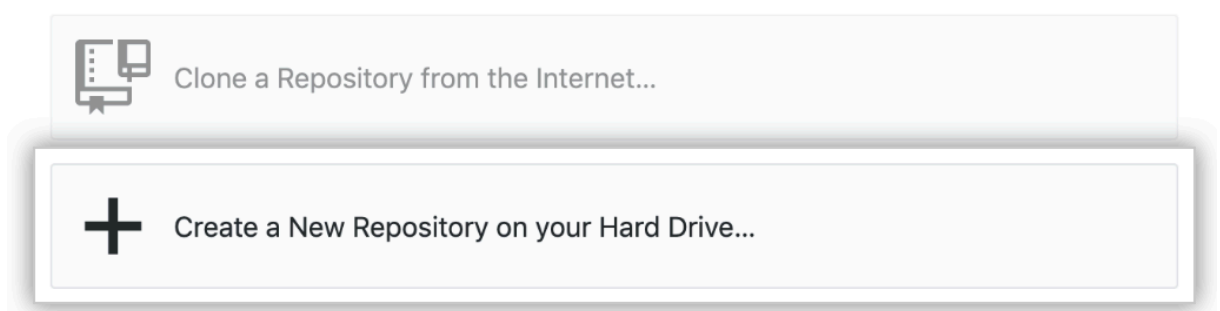 Clone a Repository from the Internet...
Create a New Repository on your Hard Drive...